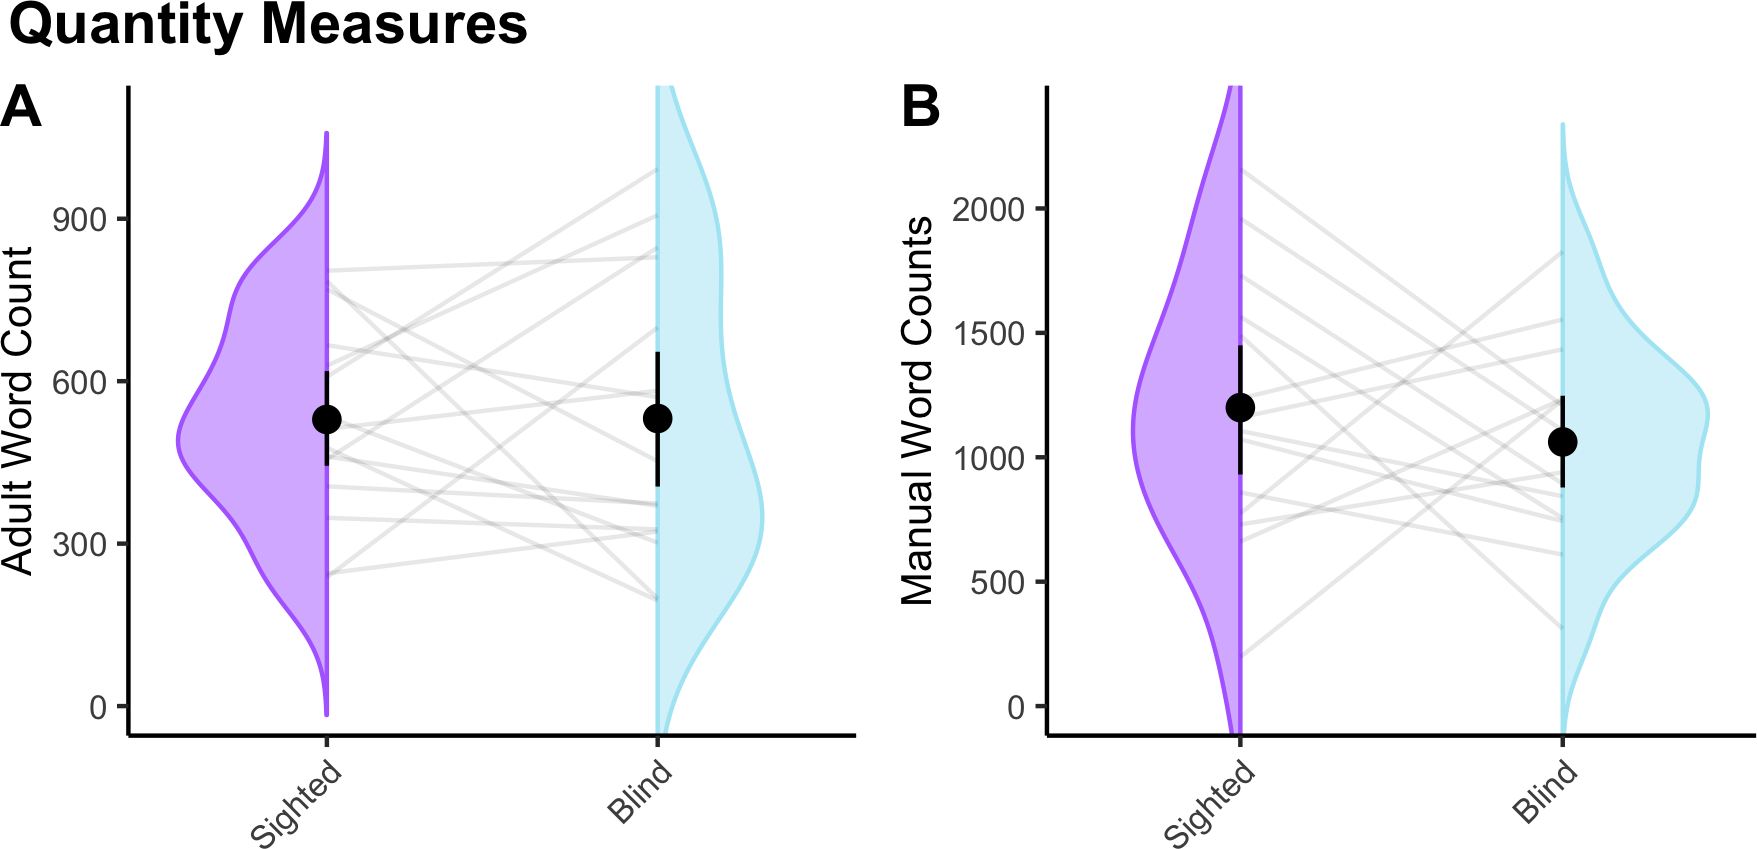 Quantity Measures
A
Adult Word Count
900
600
300
0
Sighted
Blind
B
Manual Word Counts
2000
1500
1000
500
0
Sighted
Blind